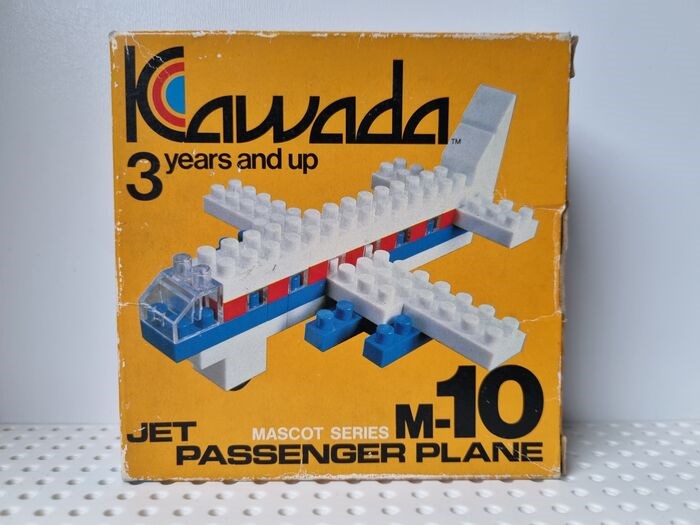 Kawada TM
3 years and up
MASCOT SERIES M-10
JET PASSENGER PLANE